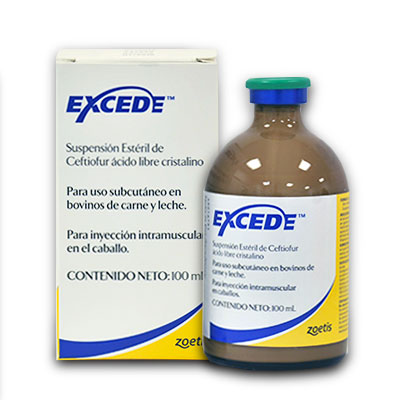 EXCEDE™
Suspensión Estéril de
Ceftiofur ácido libre cristalino
Para uso subcutáneo en
bovinos de carne y leche.
Para inyección intramuscular
en el caballo.
CONTENIDO NETO: 100 mL
zoetis
EXCEDE™
Suspensión Estéril de Ceftiofur
ácido libre cristalino
Para uso subcutáneo en bovinos
de carne y leche.
Para inyección intramuscular
en caballos.
CONTENIDO NETO: 100 mL
zoetis